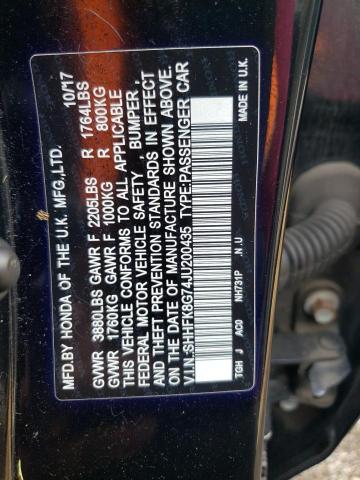 MFD.BY HONDA OF THE U.K. MFG.,LTD. 10/17
GVWR 3880LBS GAWR F 2205LBS R 1764LBS
GVWR 1760KG GAWR F 1000KG R 800KG
THIS VEHICLE CONFORMS TO ALL APPLICABLE
FEDERAL MOTOR VEHICLE SAFETY , BUMPER ,
AND THEFT PREVENTION STANDARDS IN EFFECT
ON THE DATE OF MANUFACTURE SHOWN ABOVE.
V.I.N.:SHHFK8G74JU200435 TYPE:PASSENGER CAR
TGH J AC0 NH731P N.U MADE IN U.K.